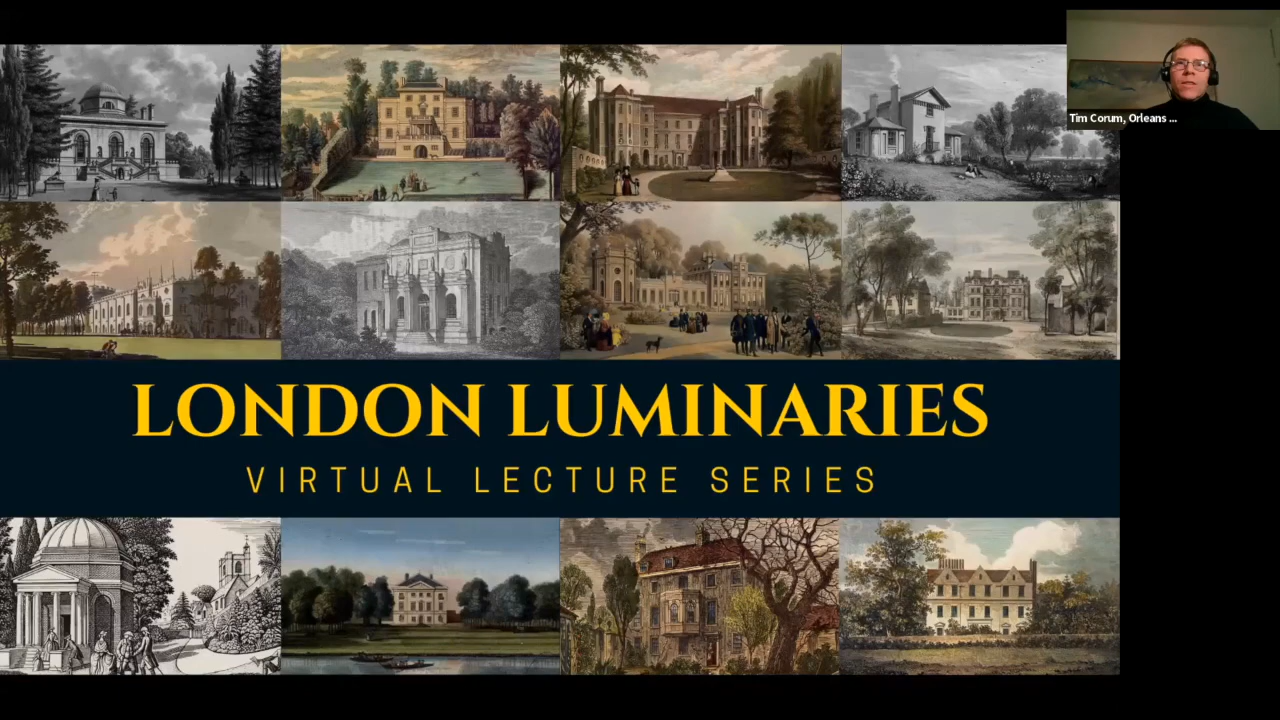 Tim Corum, Orleans ...
LONDON LUMINARIES
VIRTUAL LECTURE SERIES